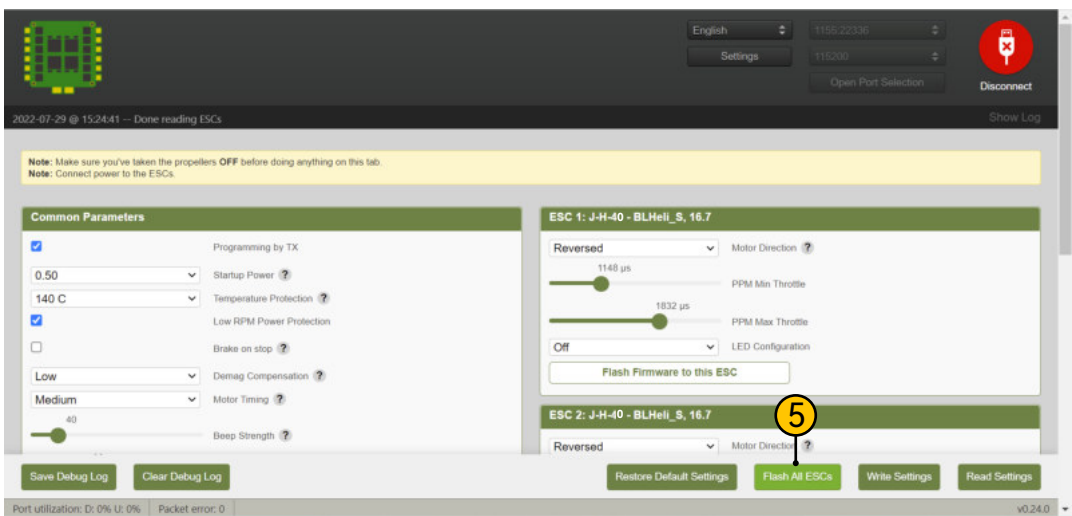 English
1155:22336
Settings
115200
Open Port Selection
Disconnect
2022-07-29 @ 15:24:41 -- Done reading ESCs
Show Log
Note: Make sure you've taken the propellers OFF before doing anything on this tab.
Note: Connect power to the ESCs.
Common Parameters
Programming by TX
0.50 Startup Power ?
140 C Temperature Protection ?
Low RPM Power Protection
Brake on stop ?
Low Demag Compensation ?
Medium Motor Timing ?
40
Beep Strength ?
ESC 1: J-H-40 - BLHeli_S, 16.7
Reversed Motor Direction ?
1148 µs
PPM Min Throttle
1832 µs
PPM Max Throttle
Off LED Configuration
Flash Firmware to this ESC
ESC 2: J-H-40 - BLHeli_S, 16.7
5
Reversed Motor Direction ?
Save Debug Log Clear Debug Log Restore Default Settings Flash All ESCs Write Settings Read Settings
Port utilization: D: 0% U: 0% Packet error: 0 v0.24.0